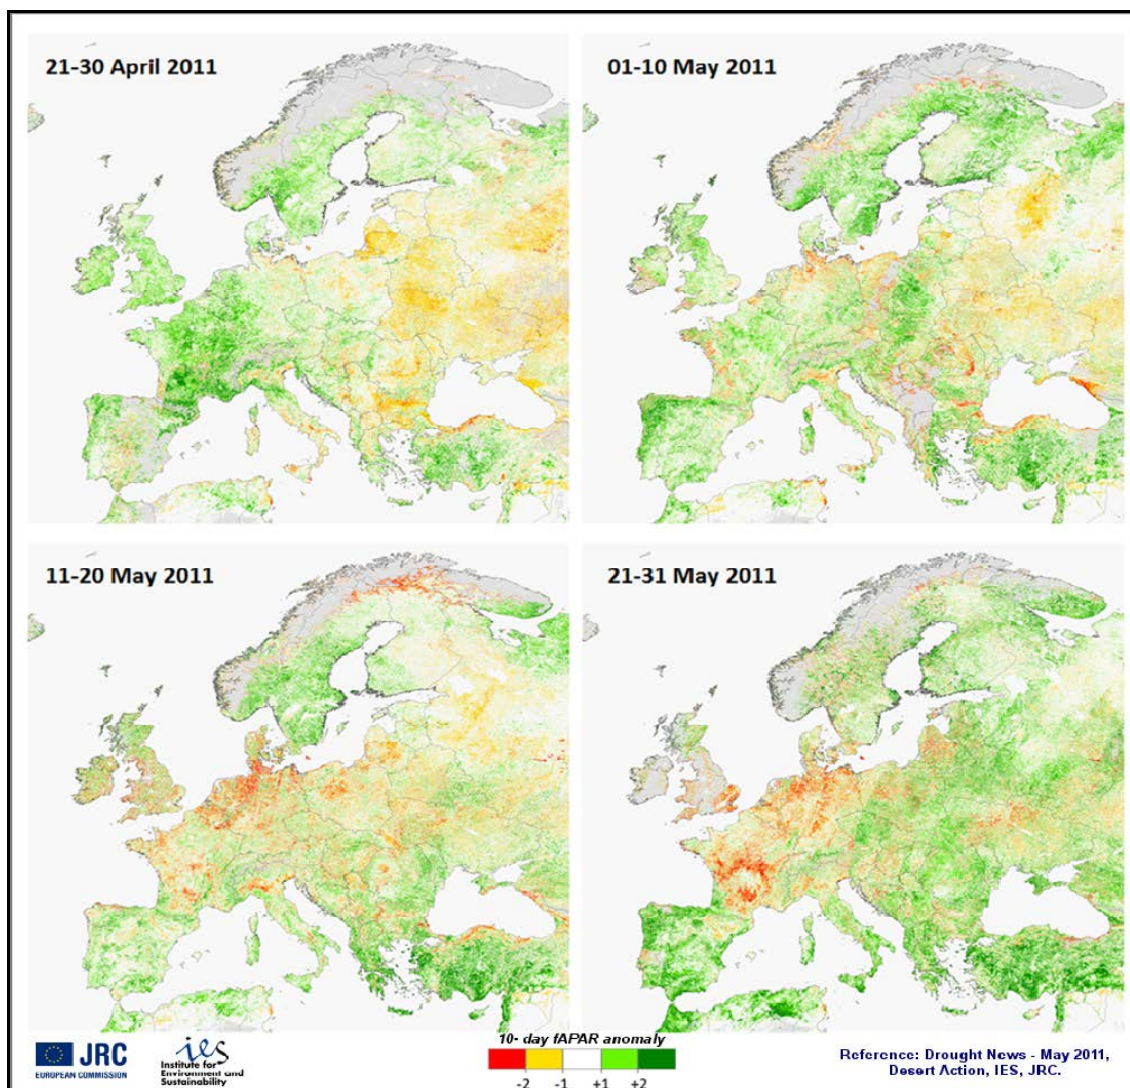 21-30 April 2011
01-10 May 2011
11-20 May 2011
21-31 May 2011
JRC
EUROPEAN COMMISSION
ies
Institute for
Environment and
Sustainability
10- day fAPAR anomaly
-2 -1 +1 +2
Reference: Drought News - May 2011,
Desert Action, IES, JRC.